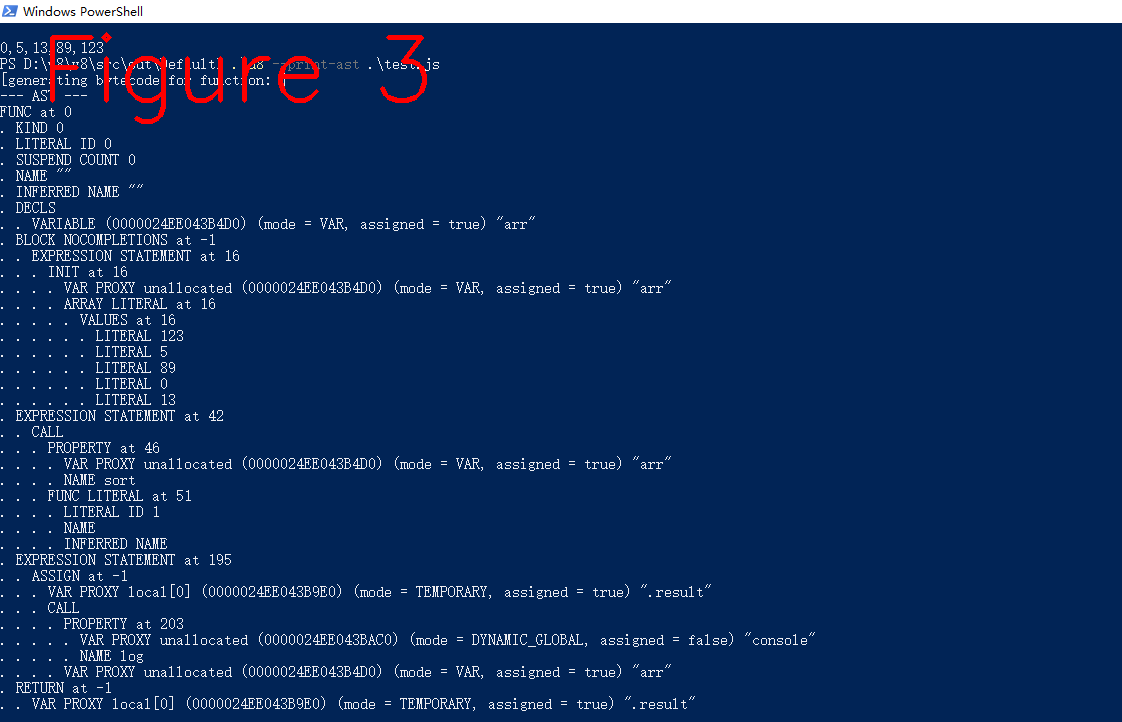 Windows PowerShell
Figure 3
0,5,13,89,123
PS D:\v8\v8\src\out\default> .\d8 --print-ast .\test.js
[generating bytecode for function: ]
--- AST ---
FUNC at 0
. KIND 0
. LITERAL ID 0
. SUSPEND COUNT 0
. NAME ""
. INFERRED NAME ""
. DECLS
. . VARIABLE (0000024EE043B4D0) (mode = VAR, assigned = true) "arr"
. BLOCK NOCOMPLETIONS at -1
. . EXPRESSION STATEMENT at 16
. . . INIT at 16
. . . . VAR PROXY unallocated (0000024EE043B4D0) (mode = VAR, assigned = true) "arr"
. . . . ARRAY LITERAL at 16
. . . . . VALUES at 16
. . . . . . LITERAL 123
. . . . . . LITERAL 5
. . . . . . LITERAL 89
. . . . . . LITERAL 0
. . . . . . LITERAL 13
. EXPRESSION STATEMENT at 42
. . CALL
. . . PROPERTY at 46
. . . . VAR PROXY unallocated (0000024EE043B4D0) (mode = VAR, assigned = true) "arr"
. . . . NAME sort
. . . FUNC LITERAL at 51
. . . . LITERAL ID 1
. . . . NAME
. . . . INFERRED NAME
. EXPRESSION STATEMENT at 195
. . ASSIGN at -1
. . . VAR PROXY local[0] (0000024EE043B9E0) (mode = TEMPORARY, assigned = true) ".result"
. . . CALL
. . . . PROPERTY at 203
. . . . . VAR PROXY unallocated (0000024EE043BAC0) (mode = DYNAMIC_GLOBAL, assigned = false) "console"
. . . . . NAME log
. . . . VAR PROXY unallocated (0000024EE043B4D0) (mode = VAR, assigned = true) "arr"
. RETURN at -1
. . VAR PROXY local[0] (0000024EE043B9E0) (mode = TEMPORARY, assigned = true) ".result"